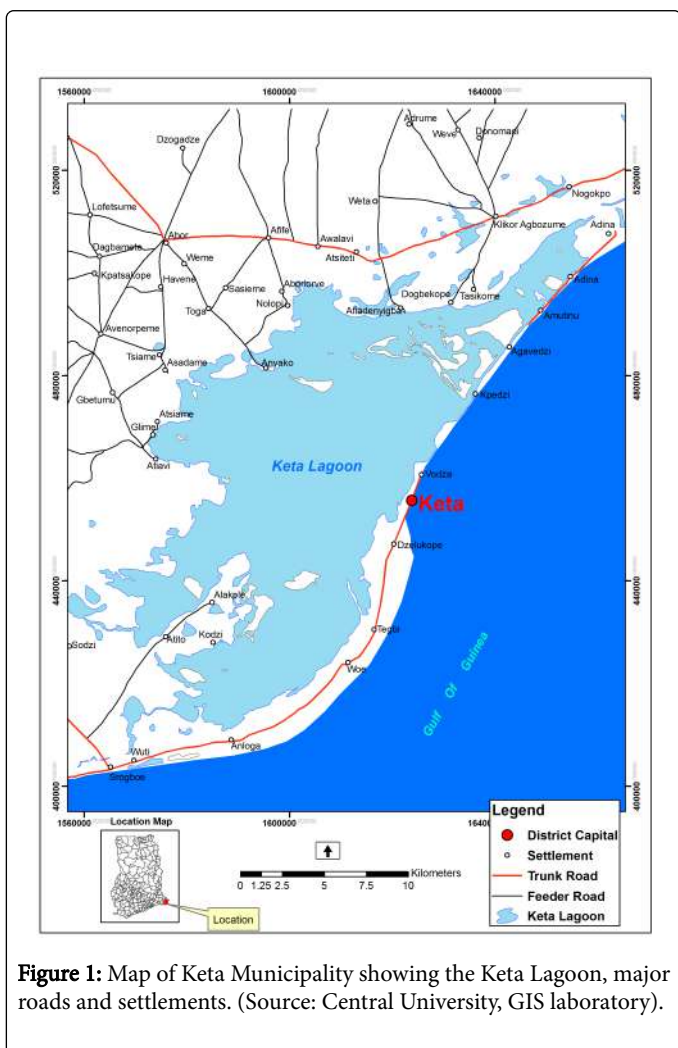 1560000 1600000 1640000
Adrume
Weve
Donomani
Dzogadze
520000
520000
Nogokpo
Weta
Lofetsume
Klikor Agbozume
Adina
Abor
Afife
Awalavi
Atsiteti
Dagbamete
Weme
Kpatsakope
Havene
Sasieme
Abortorve
Dogbekope
Tasikome
Adina
Toga
Nolopi
Afiadenyigba
Amutinu
Avenorpeme
Tsiame
Asadame
Anyako
Agavedzi
480000
480000
Gbetumu
Kpedzi
Atsiame
Glime
Atiavi
Keta Lagoon
Vodza
Keta
Dzelukope
440000
440000
Alakple
Atito
Kodzi
Sodzi
Tegbi
Woe
Gulf Of Guinea
Anloga
Wuti
Srogboe
400000
400000
1560000 1600000 1640000
Location Map
Location
Kilometers
0 1.25 2.5 5 7.5 10
Legend
District Capital
Settlement
Trunk Road
Feeder Road
Keta Lagoon
Figure 1: Map of Keta Municipality showing the Keta Lagoon, major
roads and settlements. (Source: Central University, GIS laboratory).